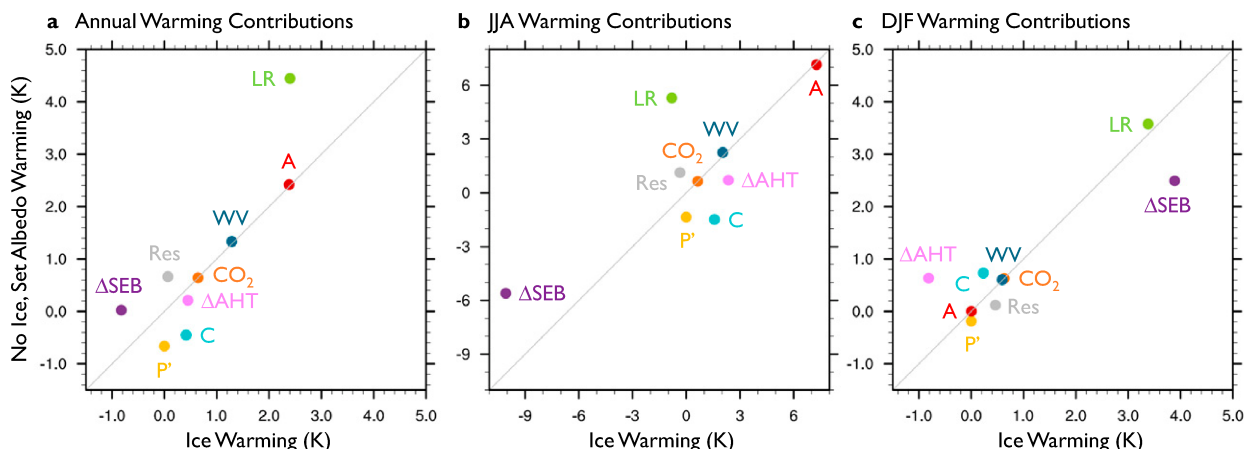 a Annual Warming Contributions
No Ice, Set Albedo Warming (K)
5.0
4.0
3.0
2.0
1.0
0.0
-1.0
LR
A
WV
Res
CO₂
ΔSEB
ΔAHT
C
P'
-1.0 0.0 1.0 2.0 3.0 4.0 5.0
Ice Warming (K)
b JJA Warming Contributions
6
3
0
-3
-6
-9
A
LR
WV
CO₂
Res
ΔAHT
C
P'
ΔSEB
-9 -6 -3 0 3 6
Ice Warming (K)
c DJF Warming Contributions
LR
ΔSEB
ΔAHT
WV
C
CO₂
A
Res
P'
5.0
4.0
3.0
2.0
1.0
0.0
-1.0
-1.0 0.0 1.0 2.0 3.0 4.0 5.0
Ice Warming (K)